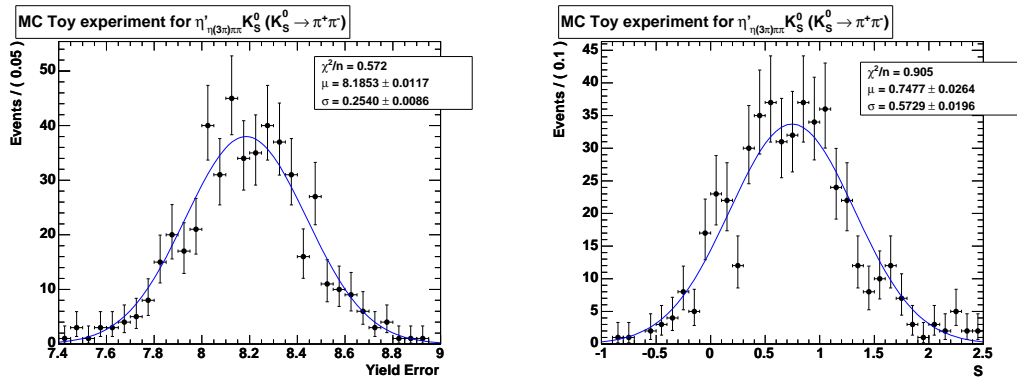 MC Toy experiment for η'η(3π)ππ K⁰S (K⁰S → π⁺π⁻)
Events / ( 0.05 )
50
40
30
20
10
0
χ²/n = 0.572
μ = 8.1853 ± 0.0117
σ = 0.2540 ± 0.0086
7.4 7.6 7.8 8 8.2 8.4 8.6 8.8 9
Yield Error
MC Toy experiment for η'η(3π)ππ K⁰S (K⁰S → π⁺π⁻)
Events / ( 0.1 )
45
40
35
30
25
20
15
10
5
0
χ²/n = 0.905
μ = 0.7477 ± 0.0264
σ = 0.5729 ± 0.0196
-1 -0.5 0 0.5 1 1.5 2 2.5
S